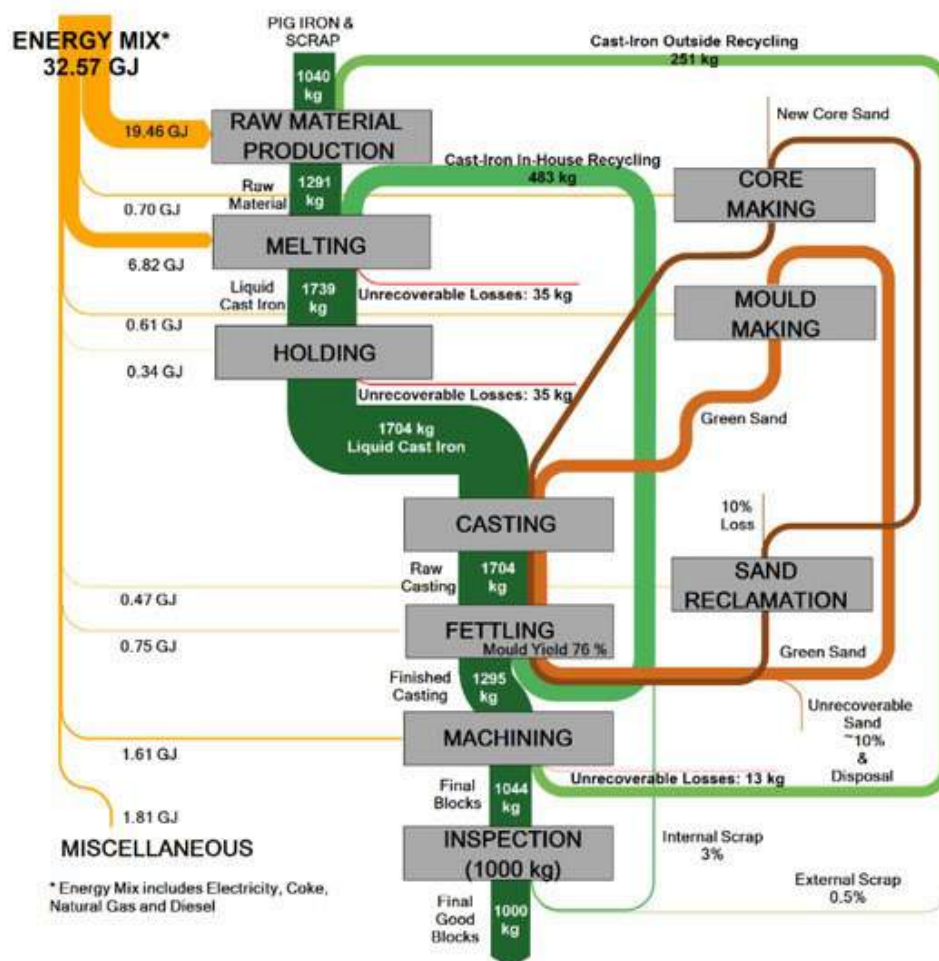 ENERGY MIX*
32.57 GJ
PIG IRON &
SCRAP
1040
kg
Cast-Iron Outside Recycling
251 kg
19.46 GJ
RAW MATERIAL
PRODUCTION
New Core Sand
Cast-Iron In-House Recycling
483 kg
Raw
Material
1291
kg
0.70 GJ
CORE
MAKING
MELTING
6.82 GJ
Liquid
Cast Iron
1739
kg
Unrecoverable Losses: 35 kg
MOULD
MAKING
0.61 GJ
HOLDING
0.34 GJ
Unrecoverable Losses: 35 kg
1704 kg
Liquid Cast Iron
Green Sand
CASTING
10%
Loss
Raw
Casting
1704
kg
SAND
RECLAMATION
0.47 GJ
FETTLING
Mould Yield 76 %
0.75 GJ
Green Sand
Finished
Casting
1295
kg
Unrecoverable
Sand
~10%
&
Disposal
MACHINING
1.61 GJ
Unrecoverable Losses: 13 kg
Final
Blocks
1044
kg
1.81 GJ
MISCELLANEOUS
INSPECTION
(1000 kg)
Internal Scrap
3%
* Energy Mix includes Electricity, Coke,
Natural Gas and Diesel
External Scrap
0.5%
Final
Good
Blocks
1000
kg